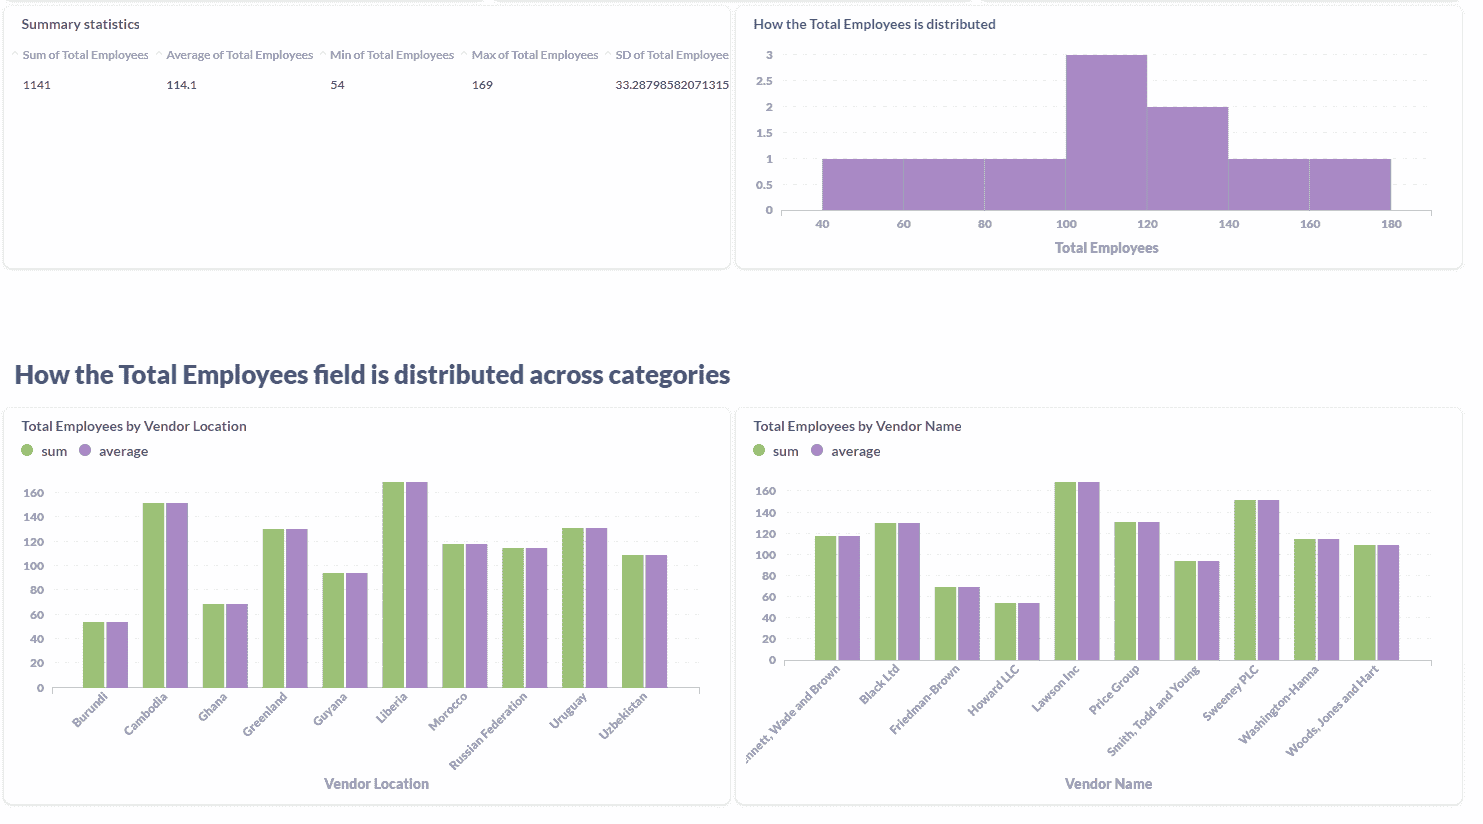 Summary statistics
Sum of Total Employees Average of Total Employees Min of Total Employees Max of Total Employees SD of Total Employee
1141 114.1 54 169 33.28798582071315
How the Total Employees is distributed
3
2.5
2
1.5
1
0.5
0
40 60 80 100 120 140 160 180
Total Employees
How the Total Employees field is distributed across categories
Total Employees by Vendor Location
sum average
160
140
120
100
80
60
40
20
0
Burundi
Cambodia
Ghana
Greenland
Guyana
Liberia
Morocco
Russian Federation
Uruguay
Uzbekistan
Vendor Location
Total Employees by Vendor Name
sum average
160
140
120
100
80
60
40
20
0
nnett, Wade and Brown
Black Ltd
Friedman-Brown
Howard LLC
Lawson Inc
Price Group
Smith, Todd and Young
Sweeney PLC
Washington-Hanna
Woods, Jones and Hart
Vendor Name